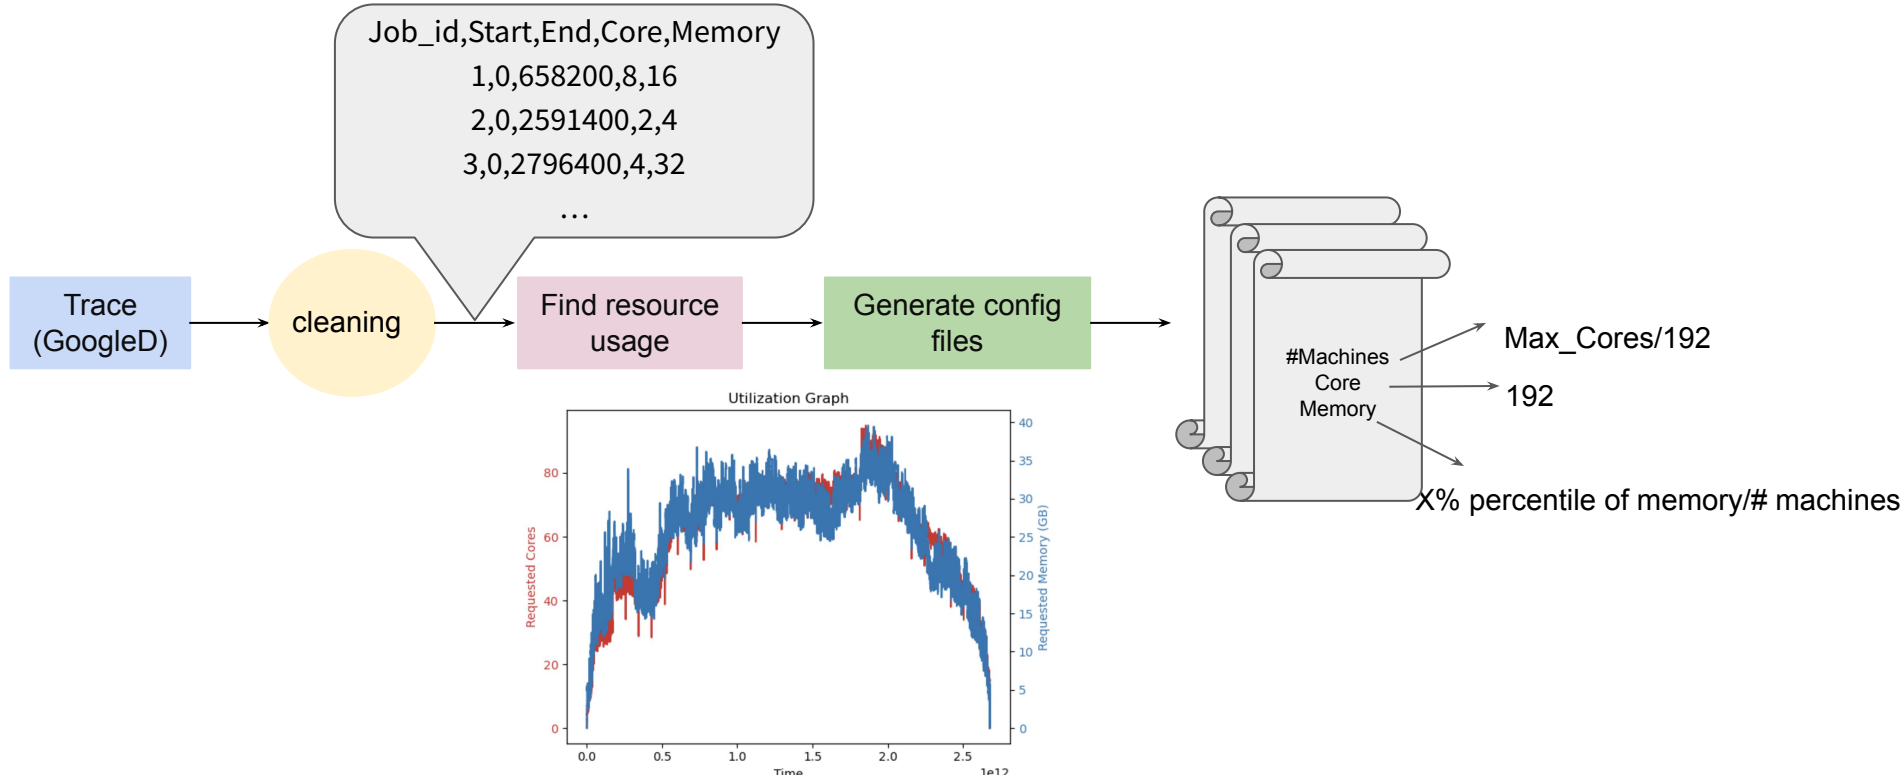 Job_id,Start,End,Core,Memory
1,0,658200,8,16
2,0,2591400,2,4
3,0,2796400,4,32
...
Trace
(GoogleD)
cleaning
Find resource
usage
Generate config
files
#Machines
Core
Memory
Max_Cores/192
192
X% percentile of memory/# machines
Utilization Graph
Requested Cores
80
60
40
20
0
Requested Memory (GB)
40
35
30
25
20
15
10
5
0
0.0 0.5 1.0 1.5 2.0 2.5
Time
1e12